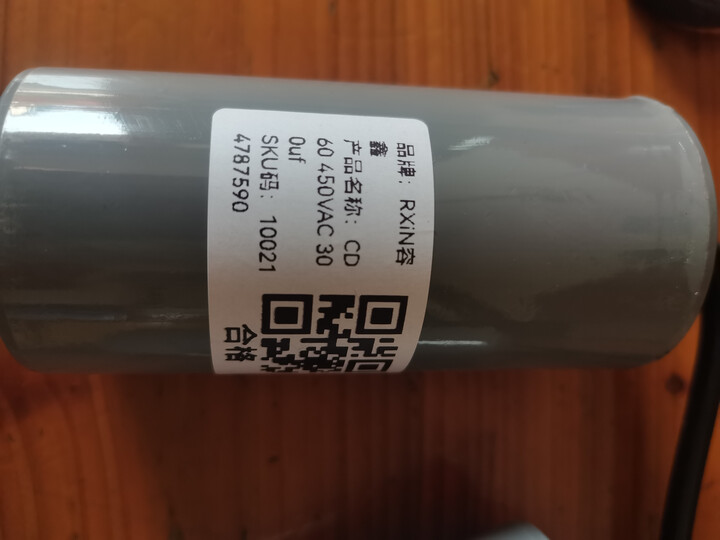 品牌：RXiN容
鑫
产品名称：CD
60 450VAC 30
0uf
SKU码：10021
4787590
合格